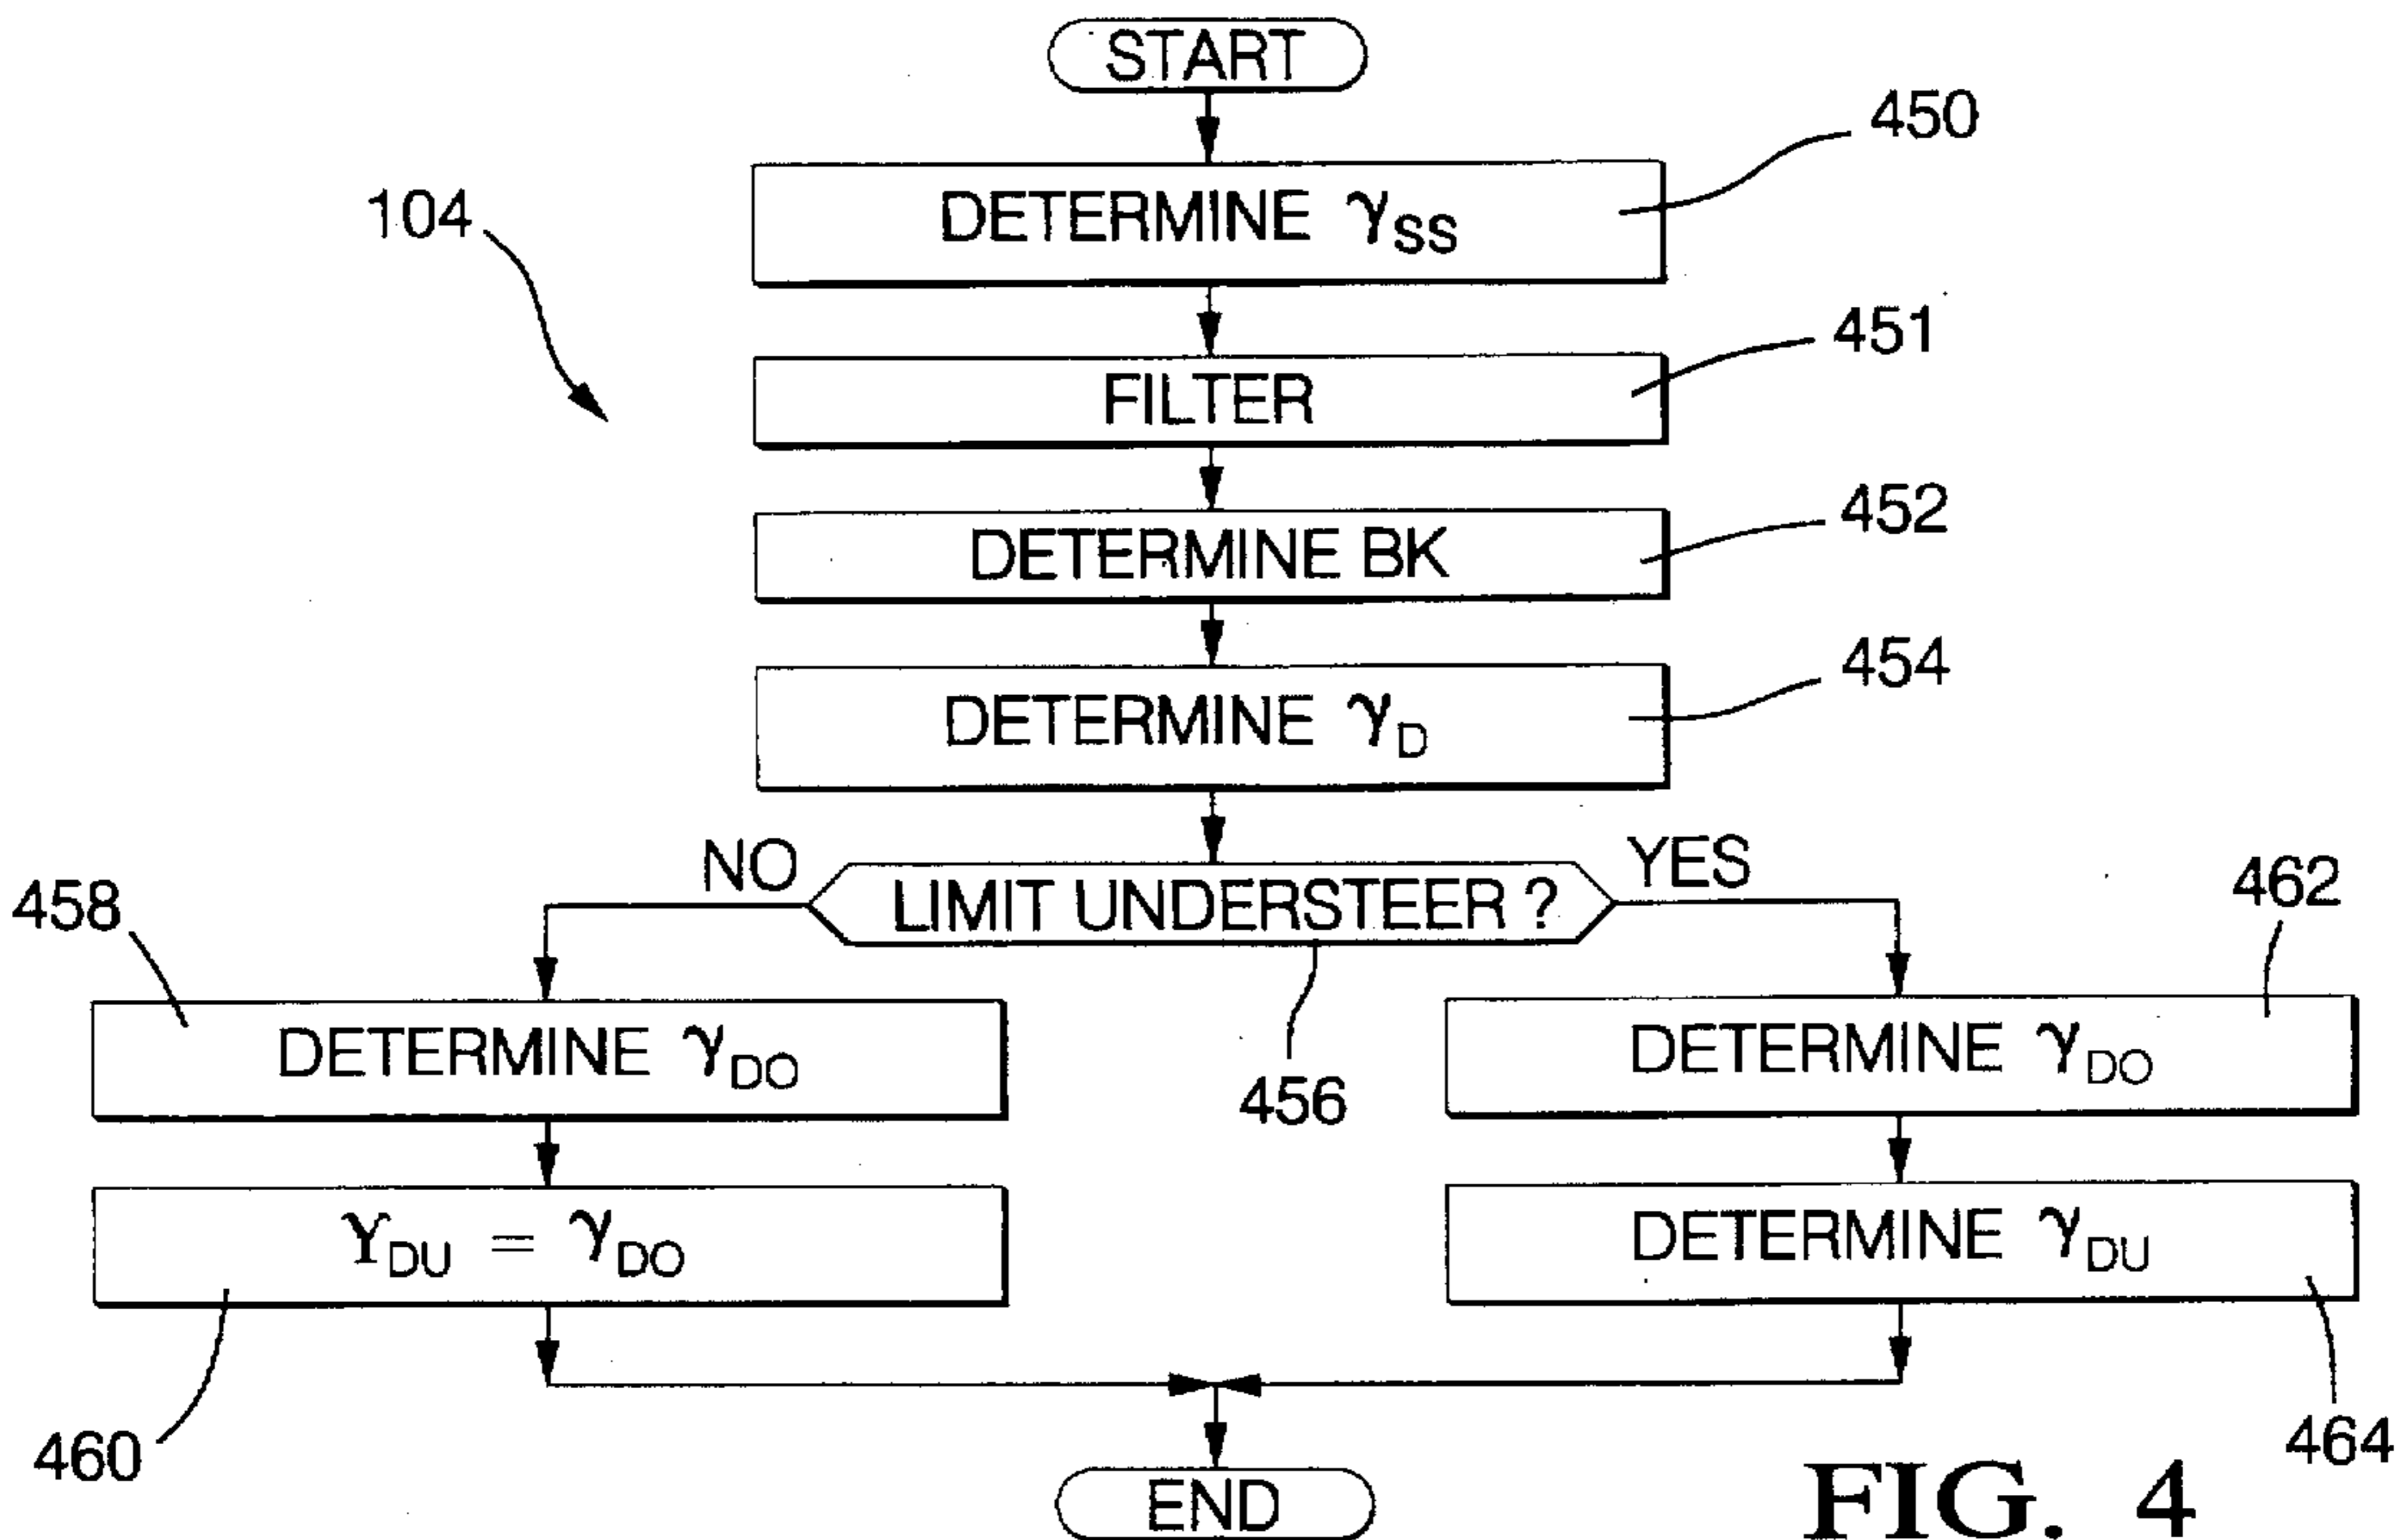 START
450
DETERMINE γSS
104
451
FILTER
452
DETERMINE BK
454
DETERMINE γD
NO
YES
LIMIT UNDERSTEER ?
458
462
456
DETERMINE γDO
DETERMINE γDO
ϒDU = γDO
DETERMINE γDU
460
464
END
FIG. 4